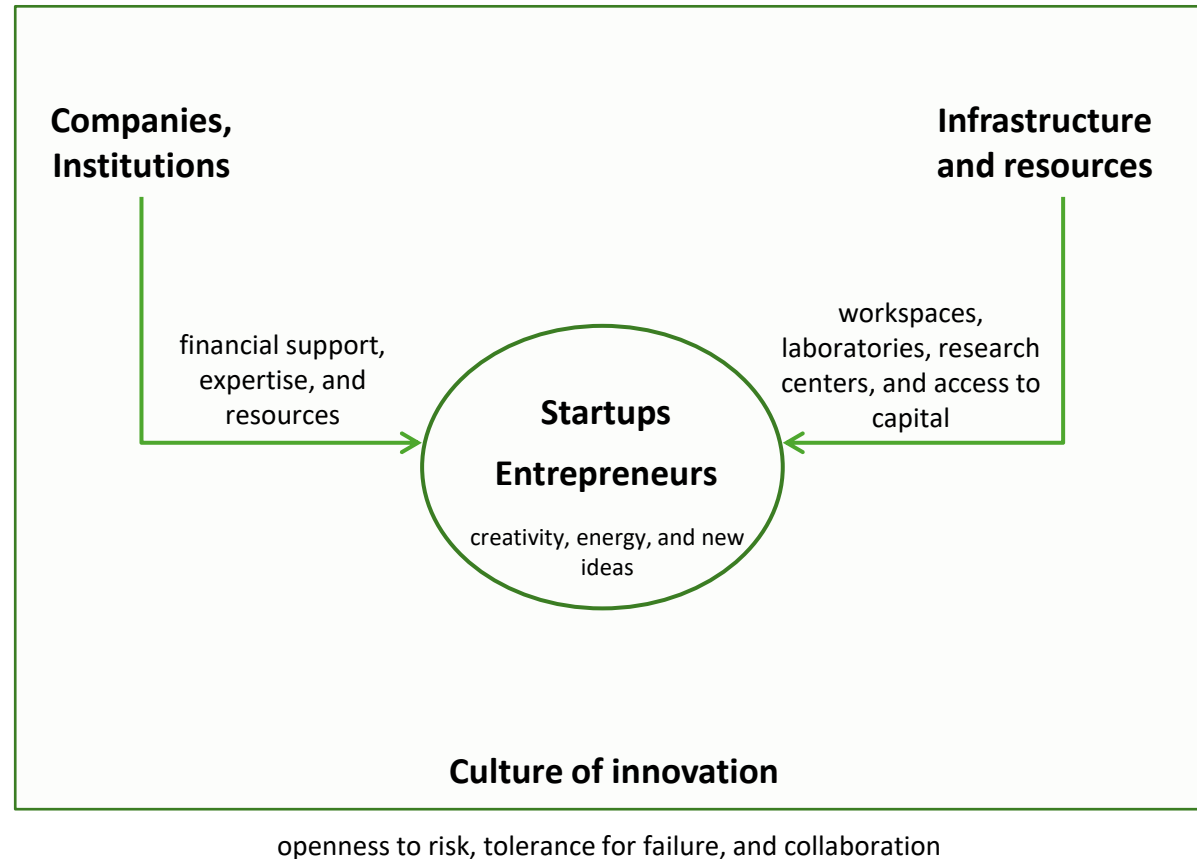 Companies,
Institutions
Infrastructure
and resources
financial support,
expertise, and
resources
workspaces,
laboratories, research
centers, and access to
capital
Startups
Entrepreneurs
creativity, energy, and new
ideas
Culture of innovation
openness to risk, tolerance for failure, and collaboration